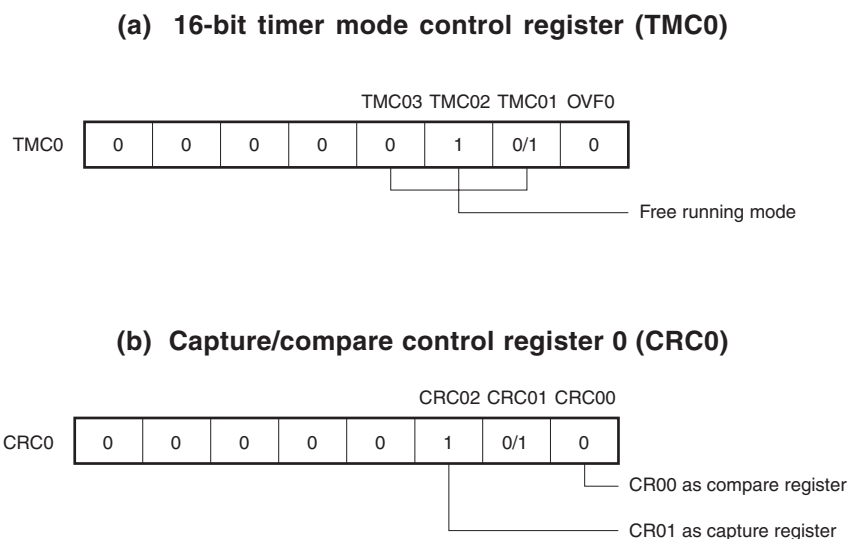 (a) 16-bit timer mode control register (TMC0)
TMC03 TMC02 TMC01 OVF0
TMC0 0 0 0 0 0 1 0/1 0
Free running mode
(b) Capture/compare control register 0 (CRC0)
CRC02 CRC01 CRC00
CRC0 0 0 0 0 0 1 0/1 0
CR00 as compare register
CR01 as capture register